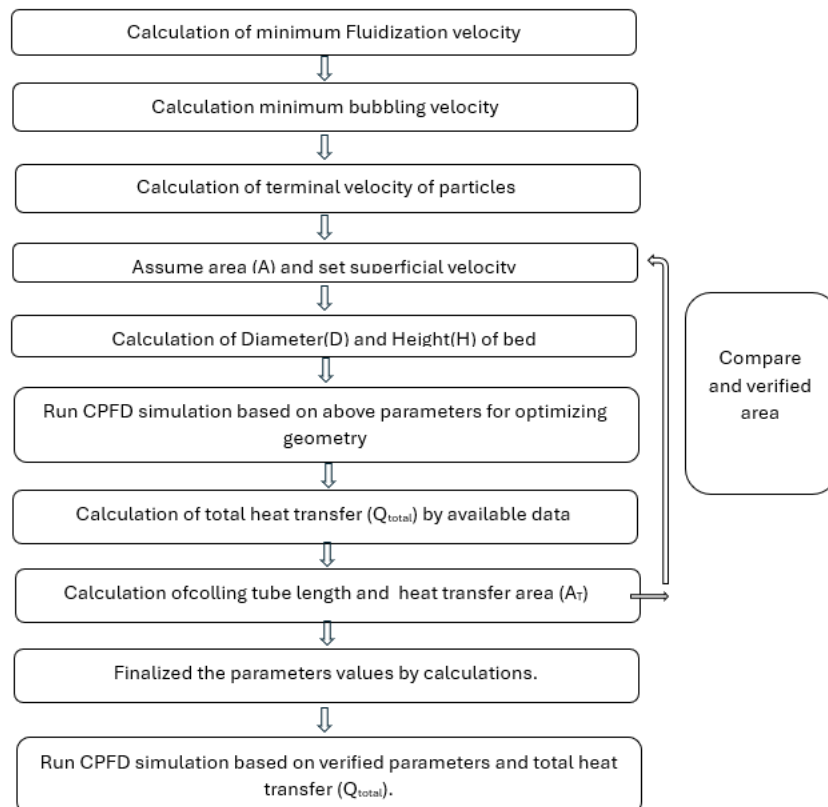 Calculation of minimum Fluidization velocity
Calculation minimum bubbling velocity
Calculation of terminal velocity of particles
Assume area (A) and set superficial velocity
Calculation of Diameter(D) and Height(H) of bed
Run CPFD simulation based on above parameters for optimizing
geometry
Calculation of total heat transfer (Qtotal) by available data
Calculation ofcolling tube length and heat transfer area (AT)
Finalized the parameters values by calculations.
Run CPFD simulation based on verified parameters and total heat
transfer (Qtotal).
Compare
and verified
area